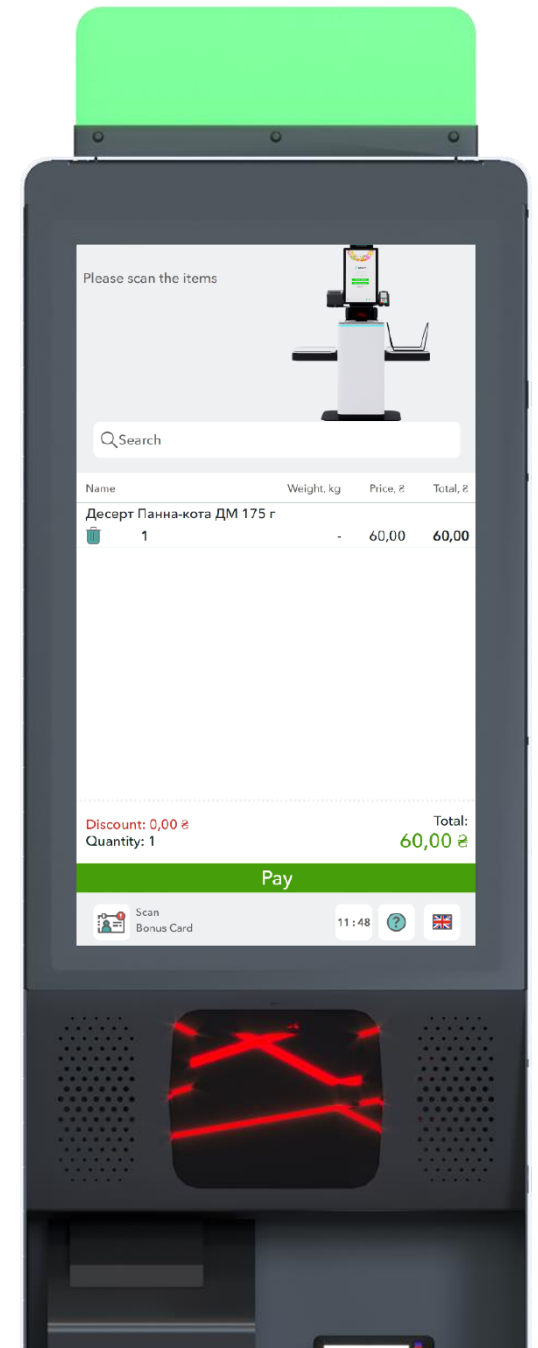 Please scan the items
Search
Name Weight, kg Price, ₴ Total, ₴
Десерт Панна-кота ДМ 175 г
1 - 60,00 60,00
Discount: 0,00 ₴ Total:
Quantity: 1 60,00 ₴
Pay
Scan
Bonus Card
11:48 ?